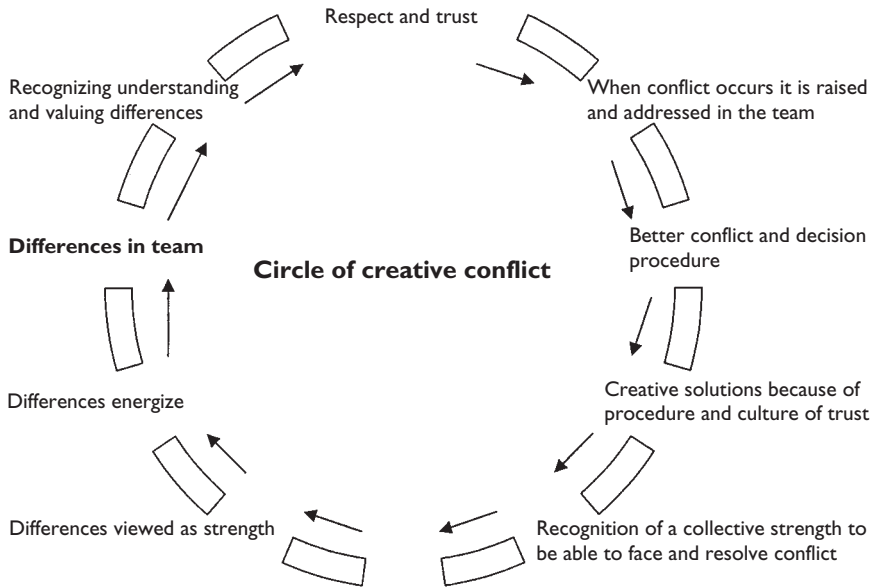 Respect and trust
When conflict occurs it is raised
and addressed in the team
Better conflict and decision
procedure
Creative solutions because of
procedure and culture of trust
Recognition of a collective strength to
be able to face and resolve conflict
Differences viewed as strength
Differences energize
Differences in team
Recognizing understanding
and valuing differences
Circle of creative conflict